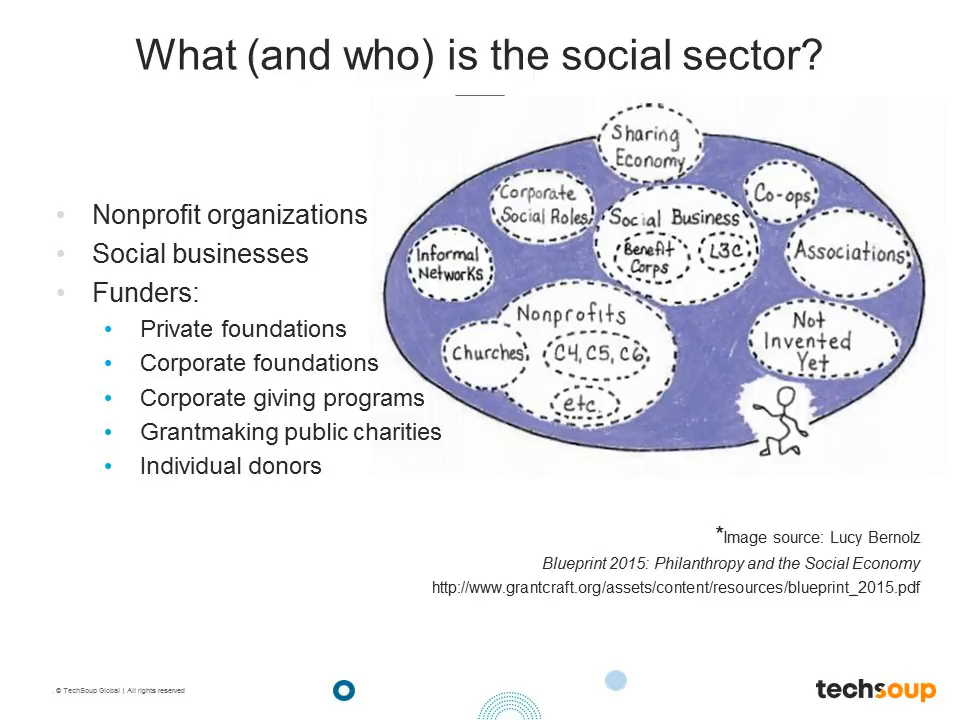 What (and who) is the social sector?
• Nonprofit organizations
• Social businesses
• Funders:
• Private foundations
• Corporate foundations
• Corporate giving programs
• Grantmaking public charities
• Individual donors
Sharing
Economy
Corporate
Social Roles
Co-ops
Social Business
Benefit
Corps
L3C
Informal
Networks
Associations
Nonprofits
Churches
C4, C5, C6
etc.
Not
Invented
Yet
*Image source: Lucy Bernolz
Blueprint 2015: Philanthropy and the Social Economy
http://www.grantcraft.org/assets/content/resources/blueprint_2015.pdf
. © TechSoup Global | All rights reserved
techsoup